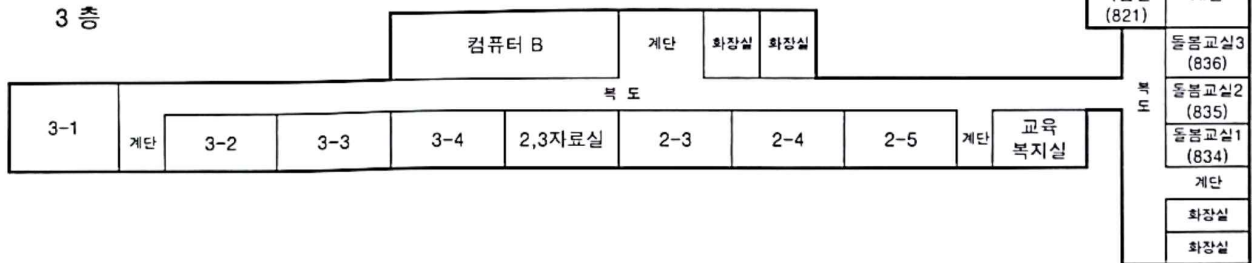 3 층
(821)
컴퓨터 B
계단
화장실
화장실
돌봄교실3
(836)
복 도
복
도
돌봄교실2
(835)
3-1
계단
3-2
3-3
3-4
2,3자료실
2-3
2-4
2-5
계단
교육
복지실
돌봄교실1
(834)
계단
화장실
화장실